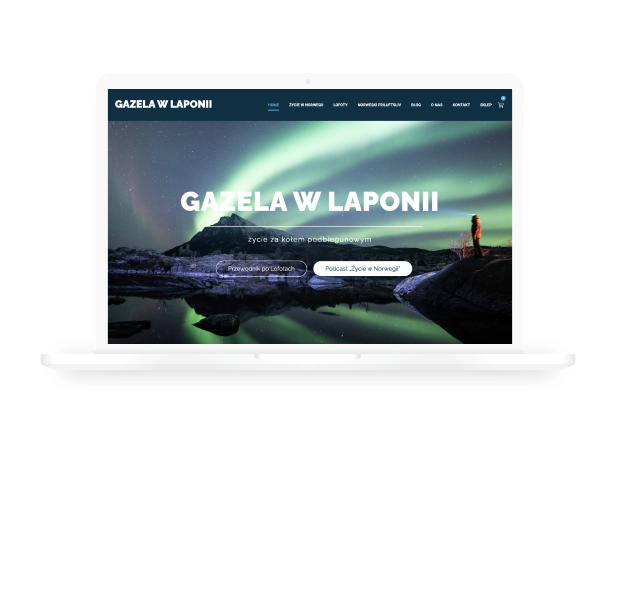 GAZELA W LAPONII
HOME ŻYCIE W NORWEGII LOFOTY NORWESKI FRILUFTSLIV BLOG O NAS KONTAKT SKLEP
GAZELA W LAPONII
życie za kołem podbiegunowym
Przewodnik po Lofotach
Podcast „Życie w Norwegii"